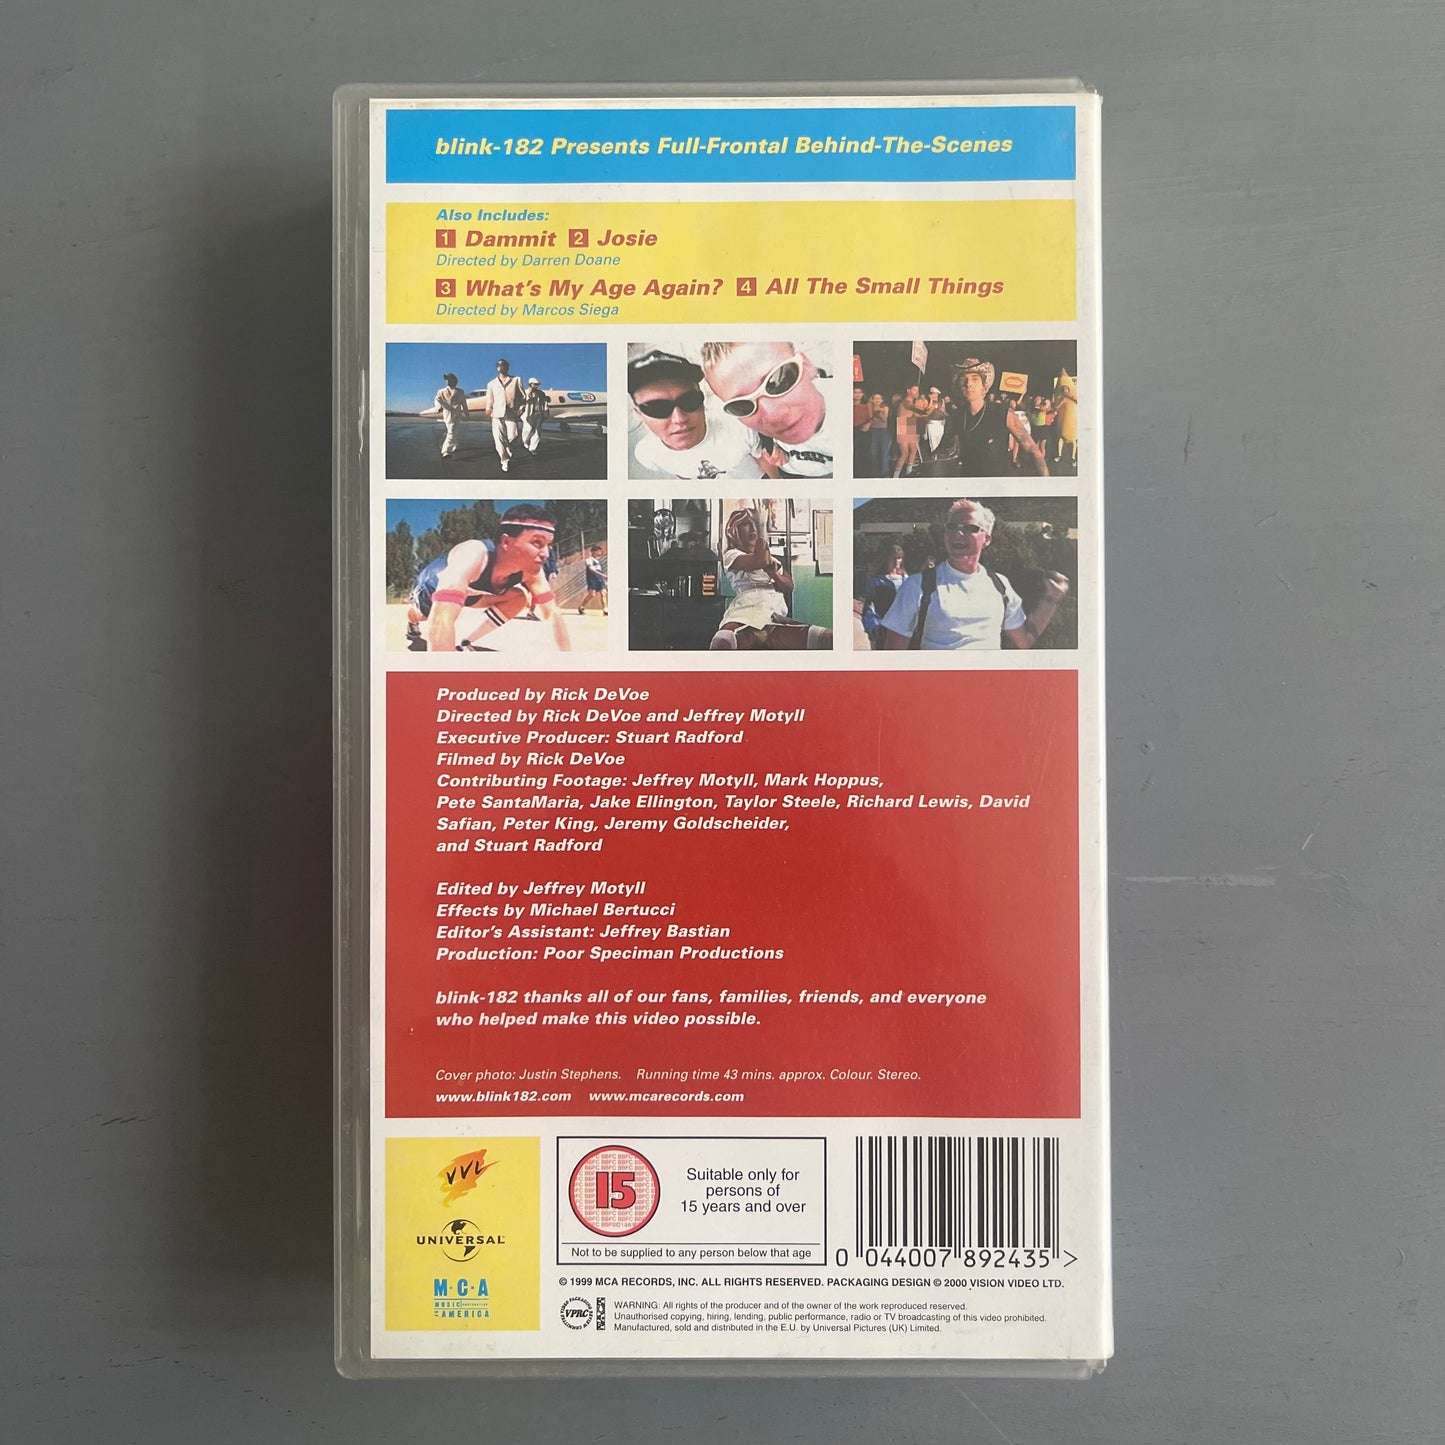 blink-182 Presents Full-Frontal Behind-The-Scenes
Also Includes:
1 Dammit 2 Josie
Directed by Darren Doane
3 What's My Age Again? 4 All The Small Things
Directed by Marcos Siega
Produced by Rick DeVoe
Directed by Rick DeVoe and Jeffrey Motyll
Executive Producer: Stuart Radford
Filmed by Rick DeVoe
Contributing Footage: Jeffrey Motyll, Mark Hoppus,
Pete SantaMaria, Jake Ellington, Taylor Steele, Richard Lewis, David
Safian, Peter King, Jeremy Goldscheider,
and Stuart Radford
Edited by Jeffrey Motyll
Effects by Michael Bertucci
Editor's Assistant: Jeffrey Bastian
Production: Poor Speciman Productions
blink-182 thanks all of our fans, families, friends, and everyone
who helped make this video possible.
Cover photo: Justin Stephens. Running time 43 mins. approx. Colour. Stereo.
www.blink182.com www.mcarecords.com
VVL
UNIVERSAL
M·C·A
MUSIC
AMERICA
15
Suitable only for
persons of
15 years and over
Not to be supplied to any person below that age
0 044007 892435 >
© 1999 MCA RECORDS, INC. ALL RIGHTS RESERVED. PACKAGING DESIGN © 2000 VISION VIDEO LTD.
VPRC
WARNING: All rights of the producer and of the owner of the work reproduced reserved.
Unauthorised copying, hiring, lending, public performance, radio or TV broadcasting of this video prohibited.
Manufactured, sold and distributed in the E.U. by Universal Pictures (UK) Limited.